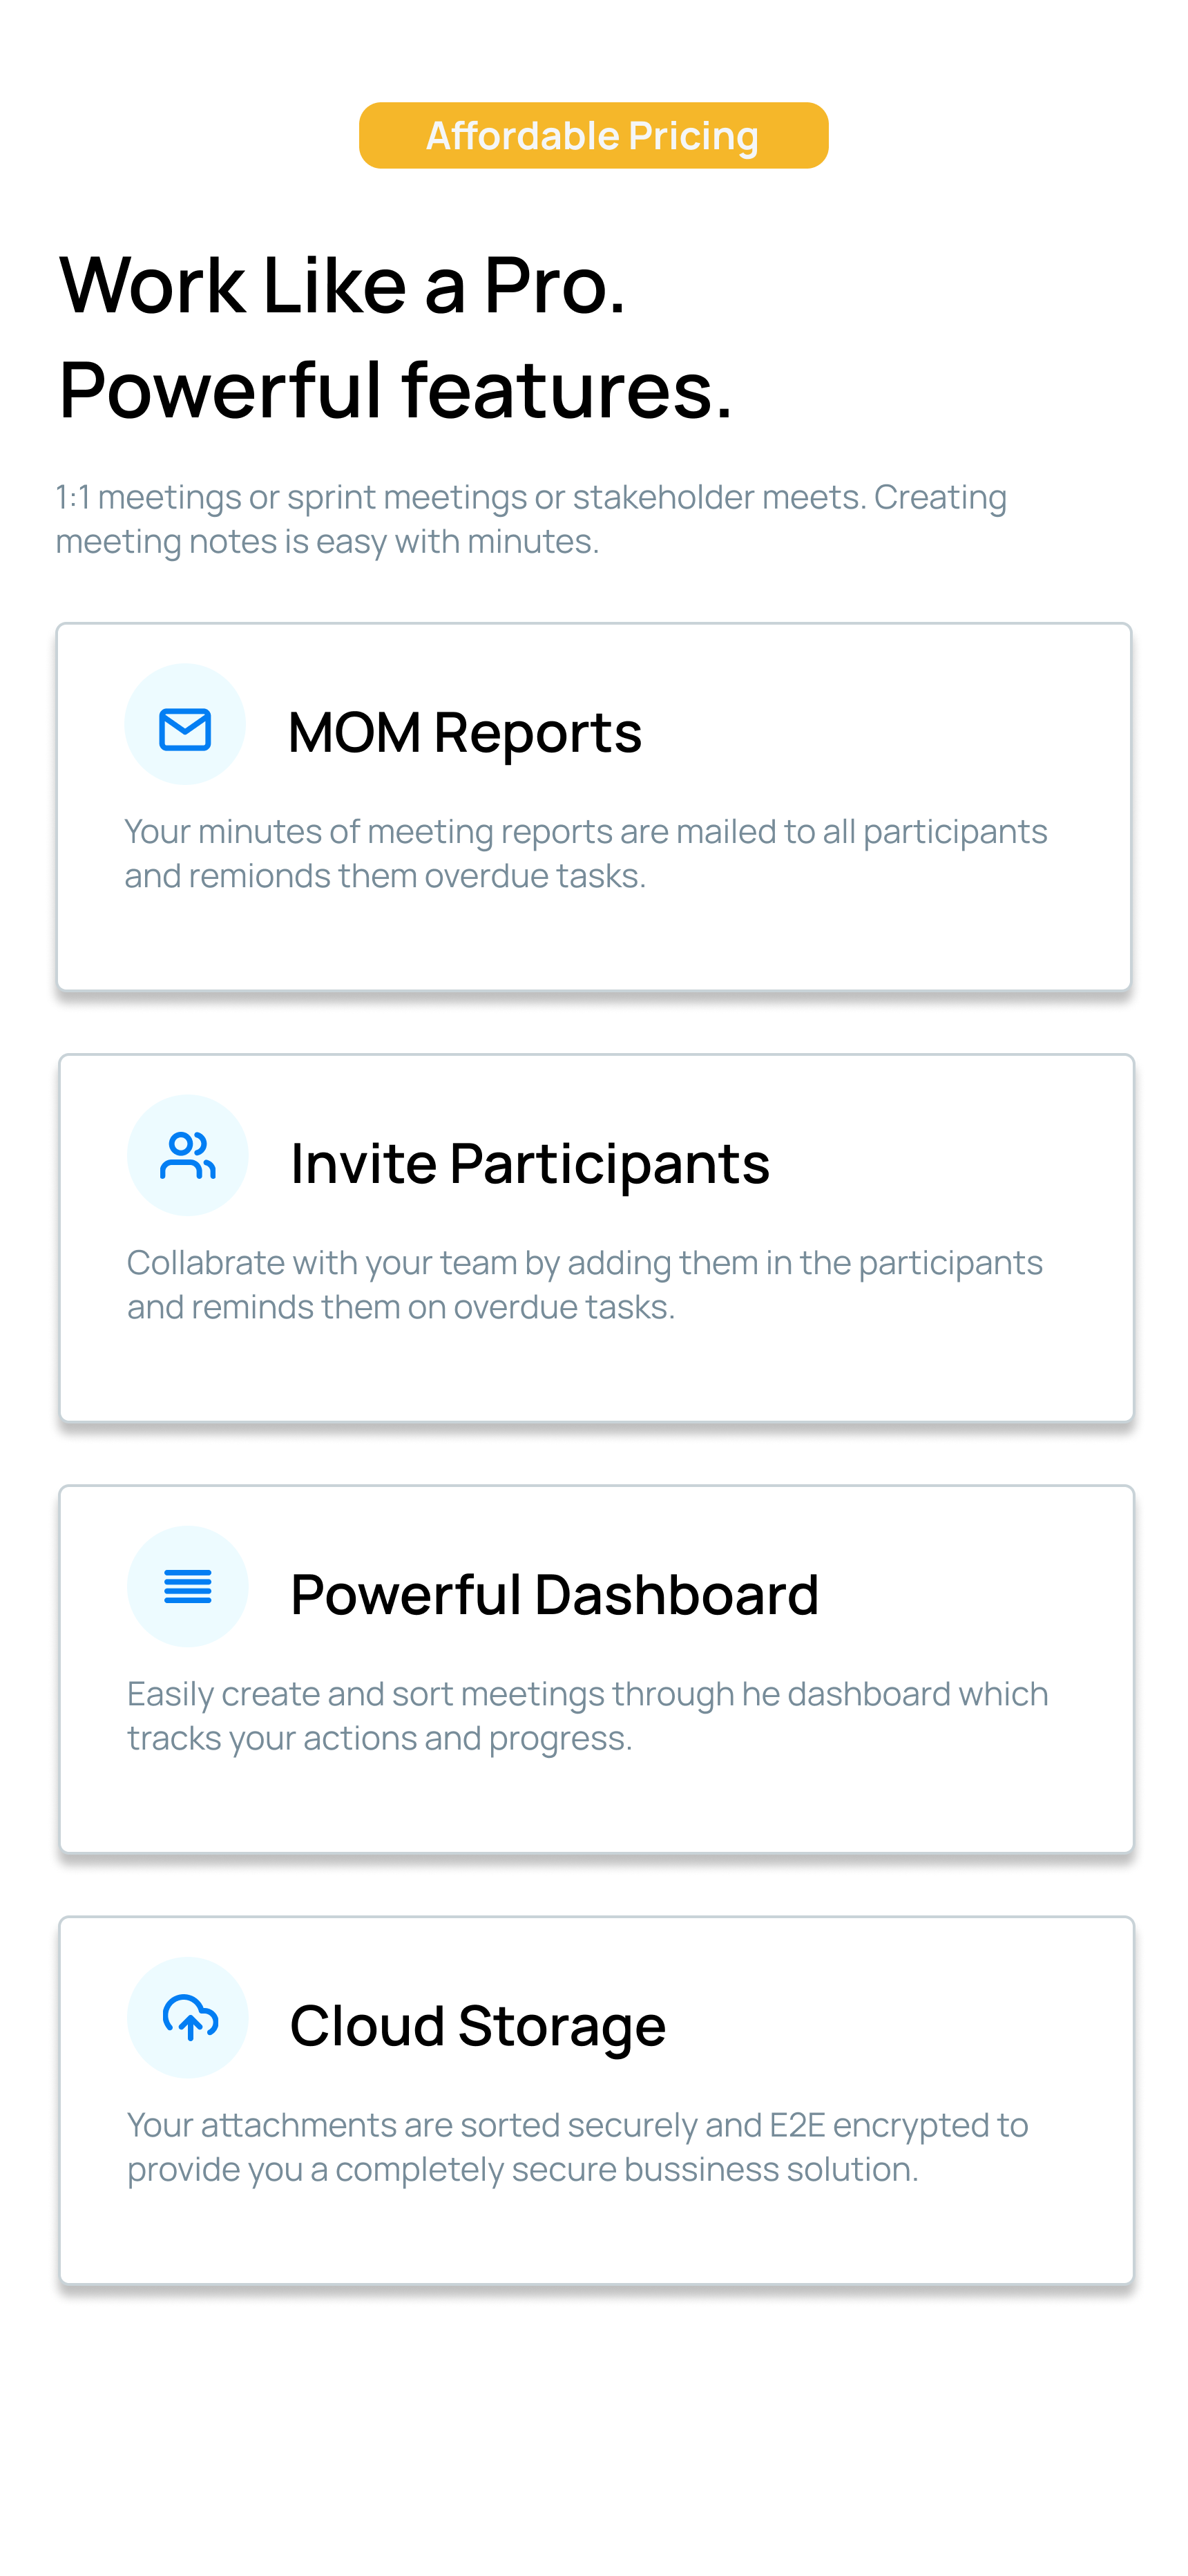 Affordable Pricing
Work Like a Pro.
Powerful features.
1:1 meetings or sprint meetings or stakeholder meets. Creating
meeting notes is easy with minutes.
MOM Reports
Your minutes of meeting reports are mailed to all participants
and remionds them overdue tasks.
Invite Participants
Collabrate with your team by adding them in the participants
and reminds them on overdue tasks.
Powerful Dashboard
Easily create and sort meetings through he dashboard which
tracks your actions and progress.
Cloud Storage
Your attachments are sorted securely and E2E encrypted to
provide you a completely secure bussiness solution.